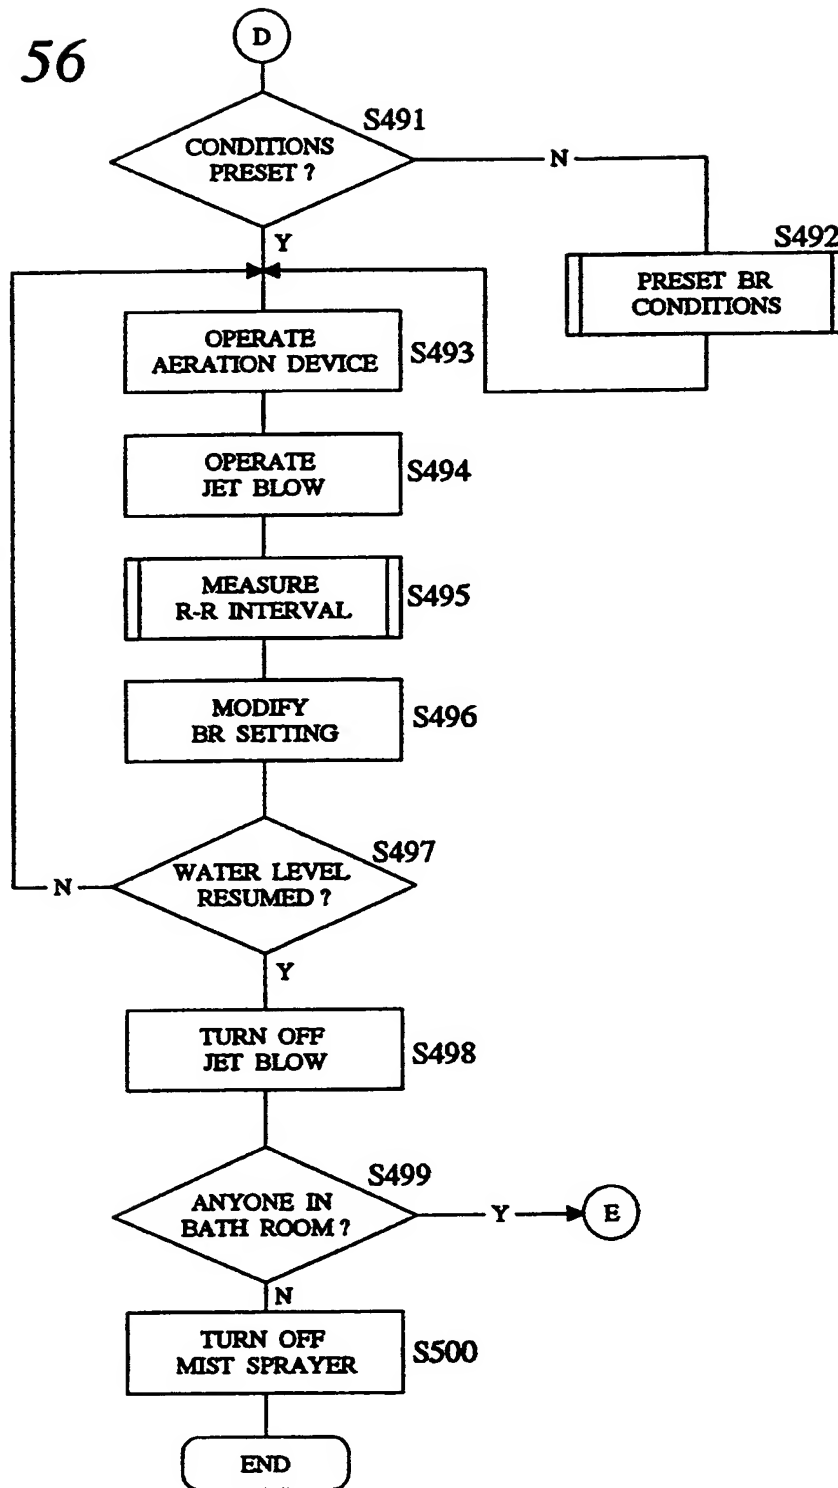 56
D
S491
CONDITIONS
PRESET ?
N
Y
S492
PRESET BR
CONDITIONS
OPERATE
AERATION DEVICE
S493
OPERATE
JET BLOW
S494
MEASURE
R-R INTERVAL
S495
MODIFY
BR SETTING
S496
S497
WATER LEVEL
RESUMED ?
N
Y
TURN OFF
JET BLOW
S498
S499
ANYONE IN
BATH ROOM ?
Y
E
N
TURN OFF
MIST SPRAYER
S500
END